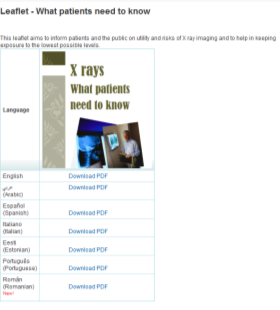 Leaflet - What patients need to know
This leaflet aims to inform patients and the public on utility and risks of X ray imaging and to help in keeping
exposure to the lowest possible levels.
Language
X rays
What patients
need to know
English Download PDF
عربي Download PDF
(Arabic)
Español
(Spanish) Download PDF
Italiano
(Italian) Download PDF
Eesti
(Estonian) Download PDF
Português
(Portuguese) Download PDF
Român
(Romanian) Download PDF
New!